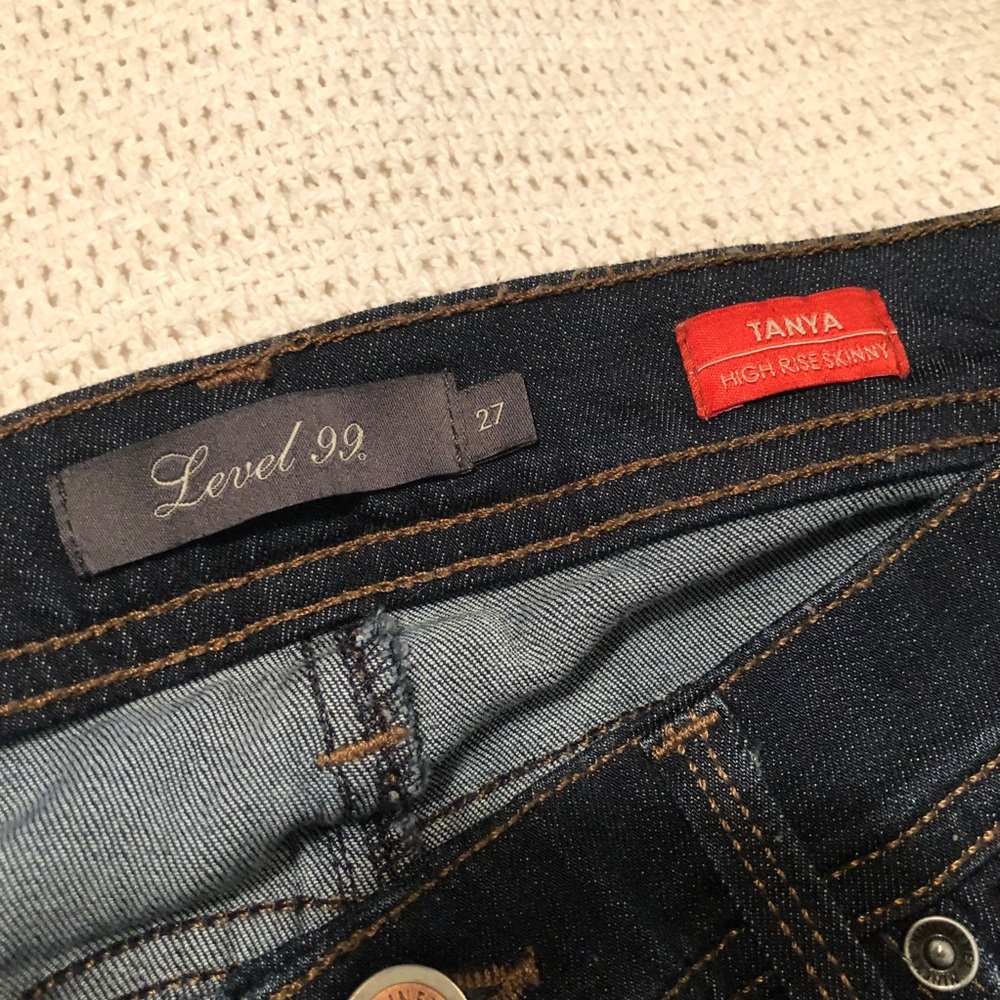 Level 99
27
TANYA
HIGH RISE SKINNY